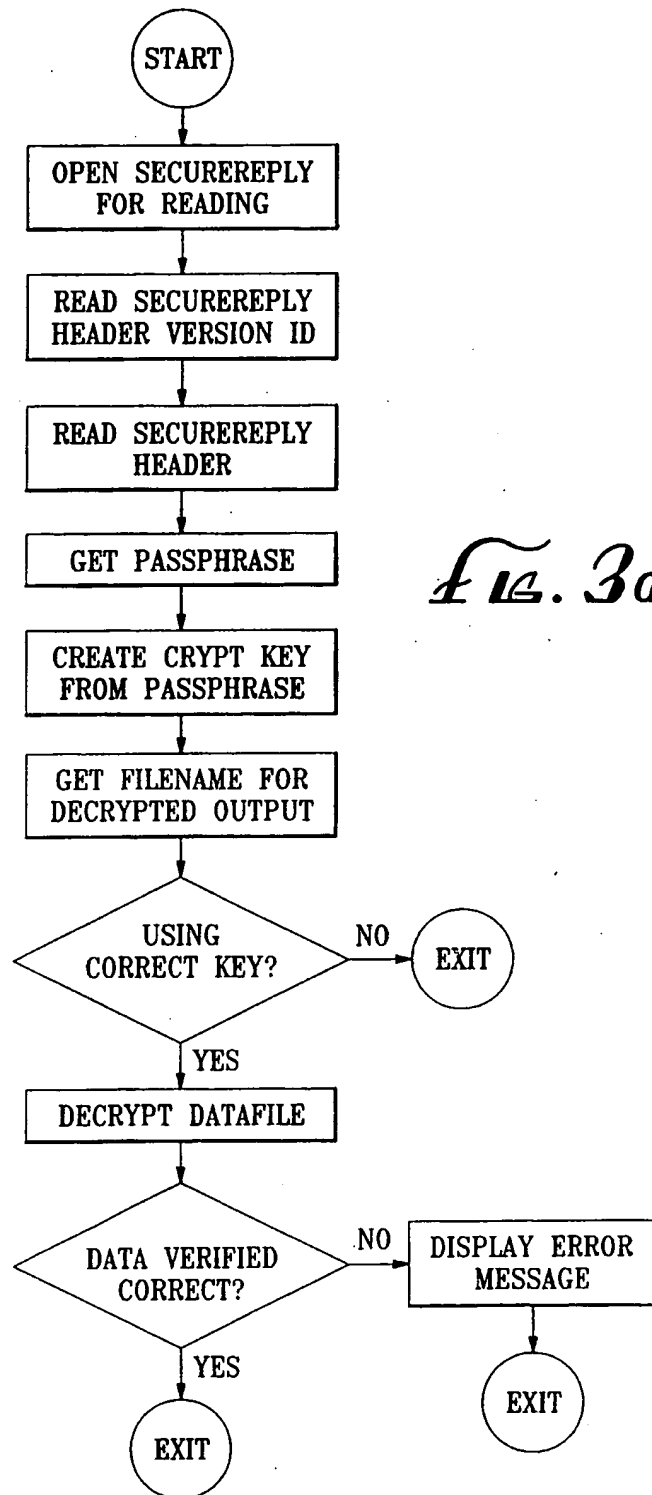 START
OPEN SECUREREPLY
FOR READING
READ SECUREREPLY
HEADER VERSION ID
READ SECUREREPLY
HEADER
GET PASSPHRASE
FIG. 3a
CREATE CRYPT KEY
FROM PASSPHRASE
GET FILENAME FOR
DECRYPTED OUTPUT
USING
CORRECT KEY?
NO
EXIT
YES
DECRYPT DATAFILE
DATA VERIFIED
CORRECT?
NO
DISPLAY ERROR
MESSAGE
YES
EXIT
EXIT